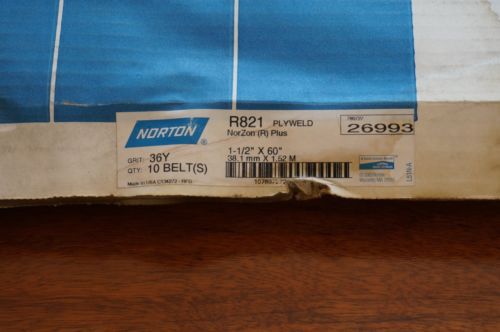 NORTON
R821 PLYWELD
NorZon (R) Plus
26993
GRIT: 36Y
QTY: 10 BELT(S)
1-1/2" X 60"
38.1 mm X 1.52 M
Made in USA